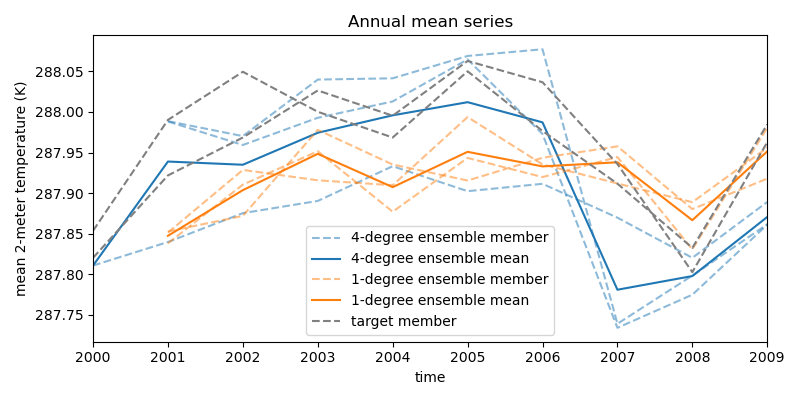 Annual mean series
mean 2-meter temperature (K)
288.05
288.00
287.95
287.90
287.85
287.80
287.75
4-degree ensemble member
4-degree ensemble mean
1-degree ensemble member
1-degree ensemble mean
target member
2000 2001 2002 2003 2004 2005 2006 2007 2008 2009
time